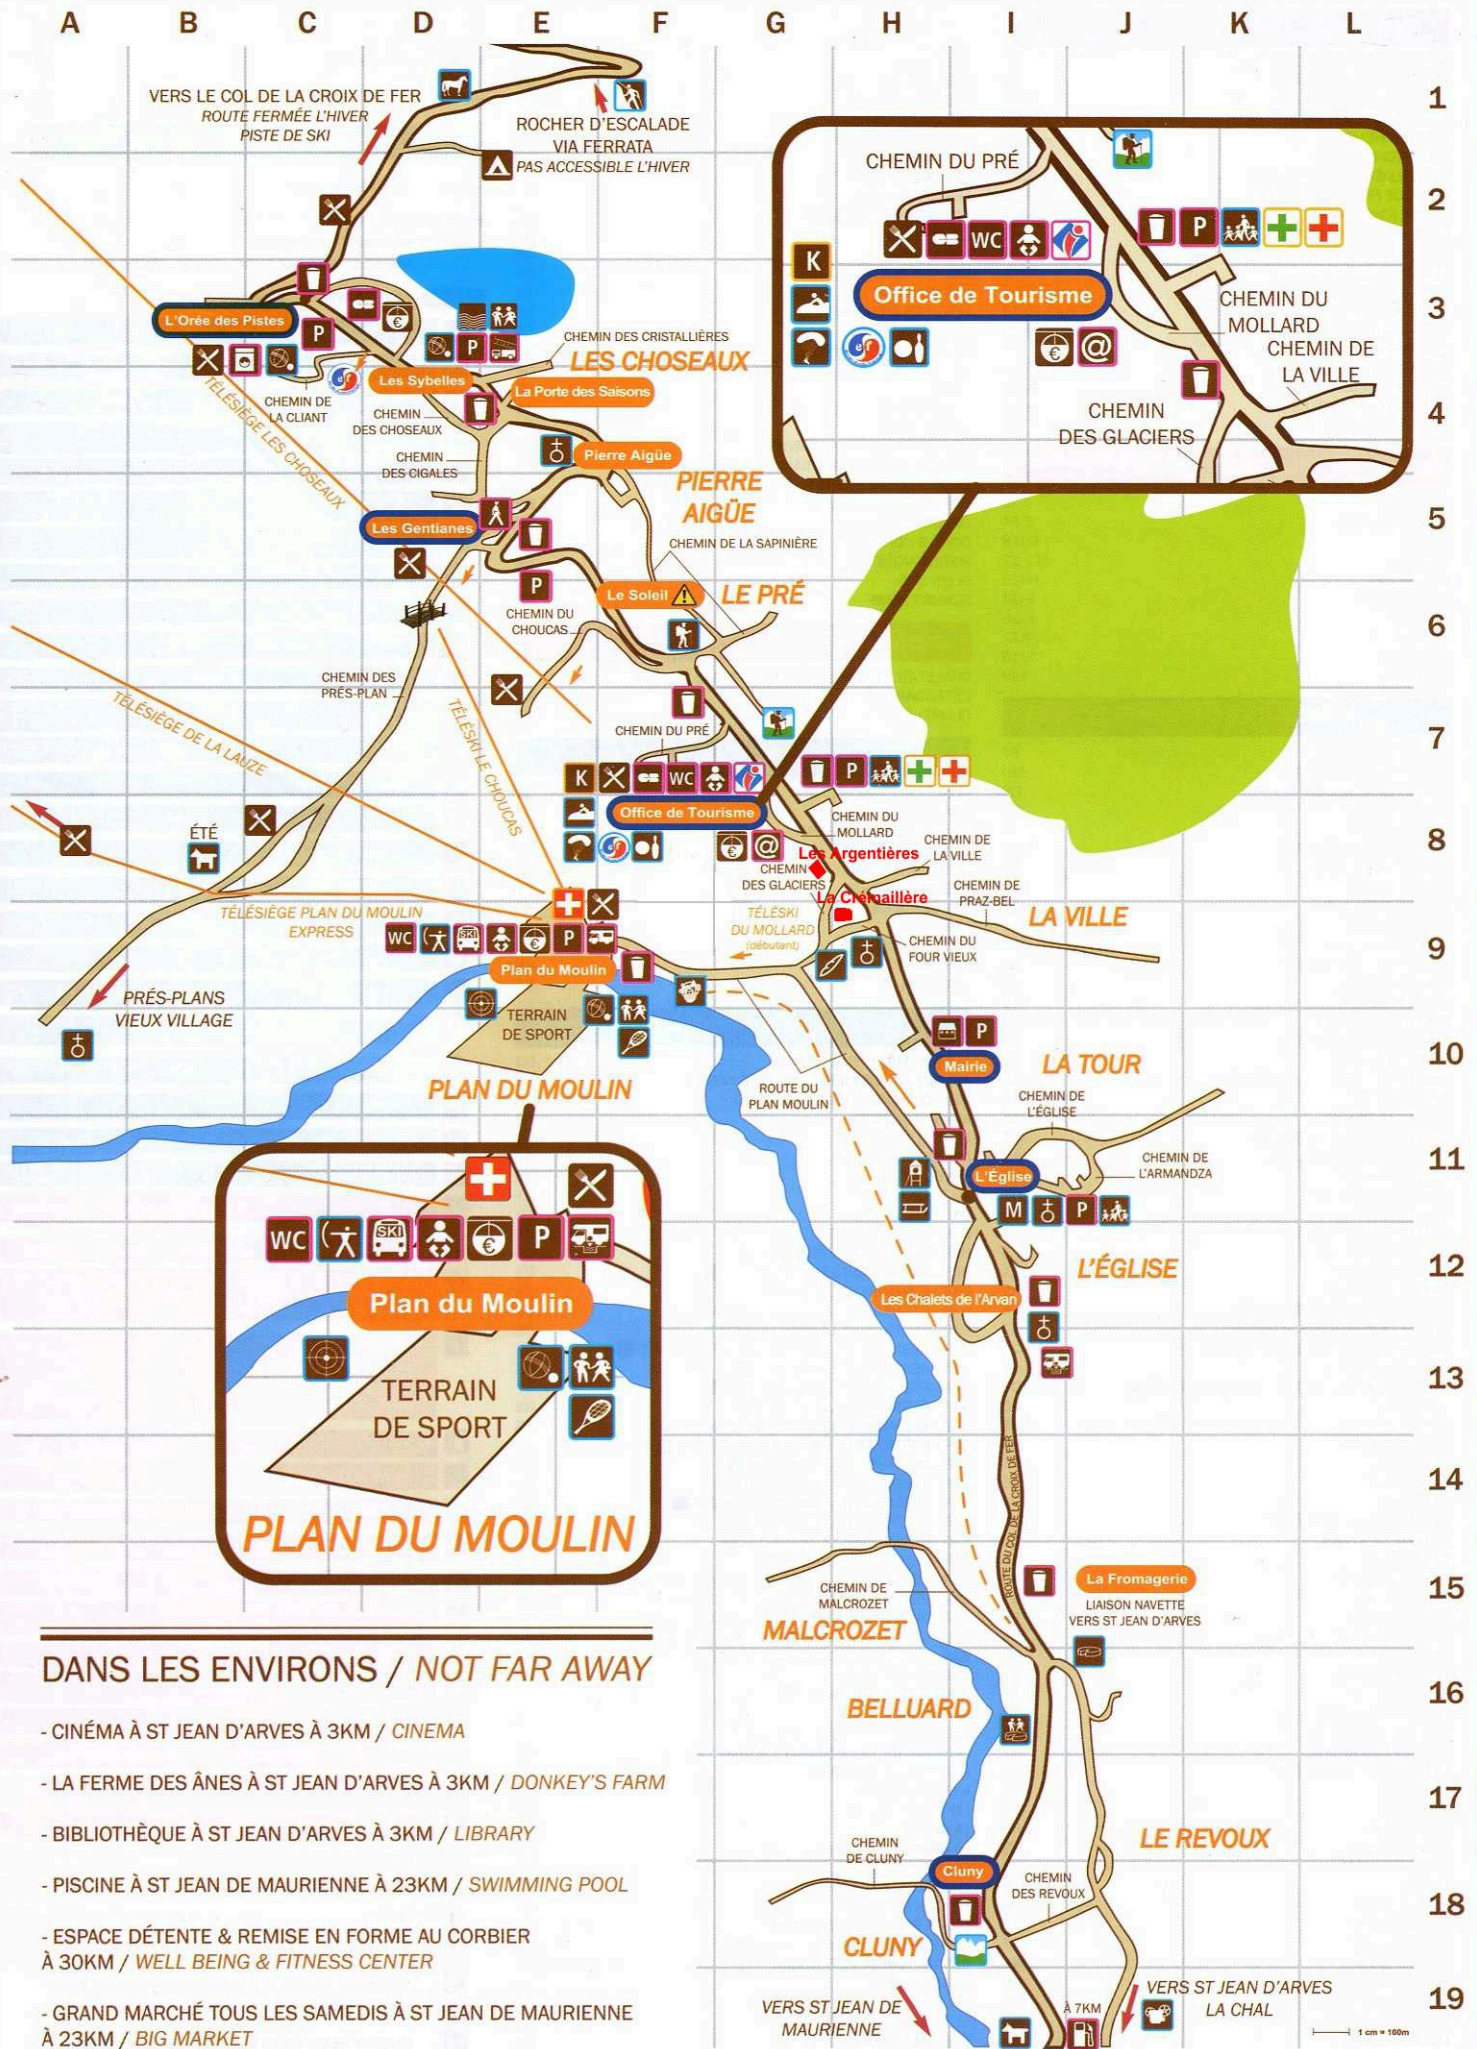 A B C D E F G H I J K L
1
2
3
4
5
6
7
8
9
10
11
12
13
14
15
16
17
18
19
VERS LE COL DE LA CROIX DE FER
ROUTE FERMÉE L'HIVER
PISTE DE SKI
ROCHER D'ESCALADE
VIA FERRATA
PAS ACCESSIBLE L'HIVER
CHEMIN DU PRÉ
WC
P
K
Office de Tourisme
@
CHEMIN DU
MOLLARD
CHEMIN DE
LA VILLE
CHEMIN
DES GLACIERS
L'Orée des Pistes
P
P
CHEMIN DES CRISTALLIÈRES
LES CHOSEAUX
CHEMIN DE
LA CLIANT
Les Sybelles
La Porte des Saisons
CHEMIN
DES CHOSEAUX
TÉLÉSIÈGE LES CHOSEAUX
CHEMIN
DES CIGALES
Pierre Aigüe
PIERRE
AIGÜE
Les Gentianes
CHEMIN DE LA SAPINIÈRE
P
Le Soleil
LE PRÉ
CHEMIN DU
CHOUCAS
CHEMIN DES
PRÉS-PLAN
TÉLÉSIÈGE DE LA LAUZE
TÉLÉSKI LE CHOUCAS
CHEMIN DU PRÉ
K
WC
P
Office de Tourisme
@
CHEMIN DU
MOLLARD
ÉTÉ
Les Argentières
CHEMIN DE
LA VILLE
CHEMIN
DES GLACIERS
La Crémaillère
CHEMIN DE
PRAZ-BEL
TÉLÉSIÈGE PLAN DU MOULIN
EXPRESS
TÉLÉSKI
DU MOLLARD
(débutant)
LA VILLE
WC
SKI
P
CHEMIN DU
FOUR VIEUX
Plan du Moulin
PRÉS-PLANS
VIEUX VILLAGE
TERRAIN
DE SPORT
PLAN DU MOULIN
ROUTE DU
PLAN MOULIN
P
Mairie
LA TOUR
CHEMIN DE
L'ÉGLISE
CHEMIN DE
L'ARMANDZA
L'Église
M
P
L'ÉGLISE
Les Chalets de l'Arvan
WC
SKI
P
Plan du Moulin
TERRAIN
DE SPORT
PLAN DU MOULIN
ROUTE DU COL DE LA CROIX DE FER
CHEMIN DE
MALCROZET
MALCROZET
La Fromagerie
LIAISON NAVETTE
VERS ST JEAN D'ARVES
BELLUARD
LE REVOUX
CHEMIN
DE CLUNY
Cluny
CHEMIN
DES REVOUX
CLUNY
VERS ST JEAN DE
MAURIENNE
À 7KM
VERS ST JEAN D'ARVES
LA CHAL
1 cm = 100m
DANS LES ENVIRONS / NOT FAR AWAY
- CINÉMA À ST JEAN D'ARVES À 3KM / CINEMA
- LA FERME DES ÂNES À ST JEAN D'ARVES À 3KM / DONKEY'S FARM
- BIBLIOTHÈQUE À ST JEAN D'ARVES À 3KM / LIBRARY
- PISCINE À ST JEAN DE MAURIENNE À 23KM / SWIMMING POOL
- ESPACE DÉTENTE & REMISE EN FORME AU CORBIER
À 30KM / WELL BEING & FITNESS CENTER
- GRAND MARCHÉ TOUS LES SAMEDIS À ST JEAN DE MAURIENNE
À 23KM / BIG MARKET